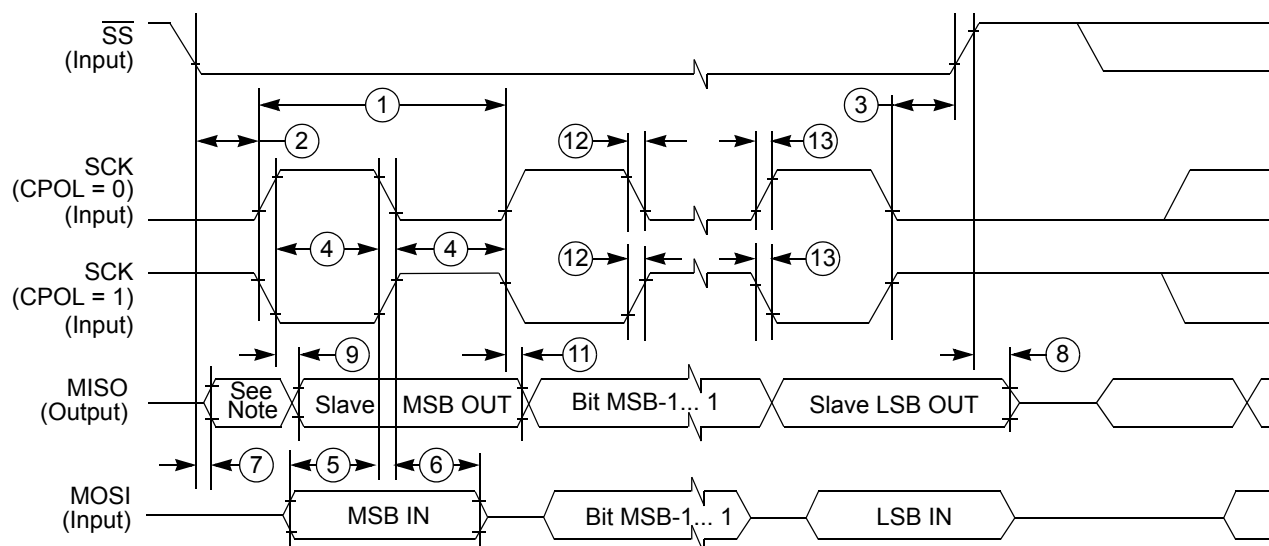 SS
(Input)
1
3
2
12
13
SCK
(CPOL = 0)
(Input)
4
4
SCK
(CPOL = 1)
(Input)
12
13
9
11
8
MISO
(Output)
See
Note
Slave
MSB OUT
Bit MSB-1... 1
Slave LSB OUT
7
5
6
MOSI
(Input)
MSB IN
Bit MSB-1... 1
LSB IN